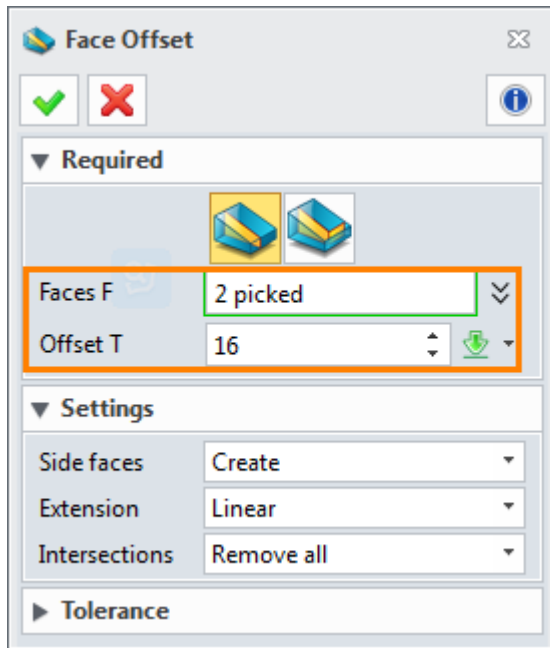 Face Offset
Required
Faces F 2 picked
Offset T 16
Settings
Side faces Create
Extension Linear
Intersections Remove all
Tolerance